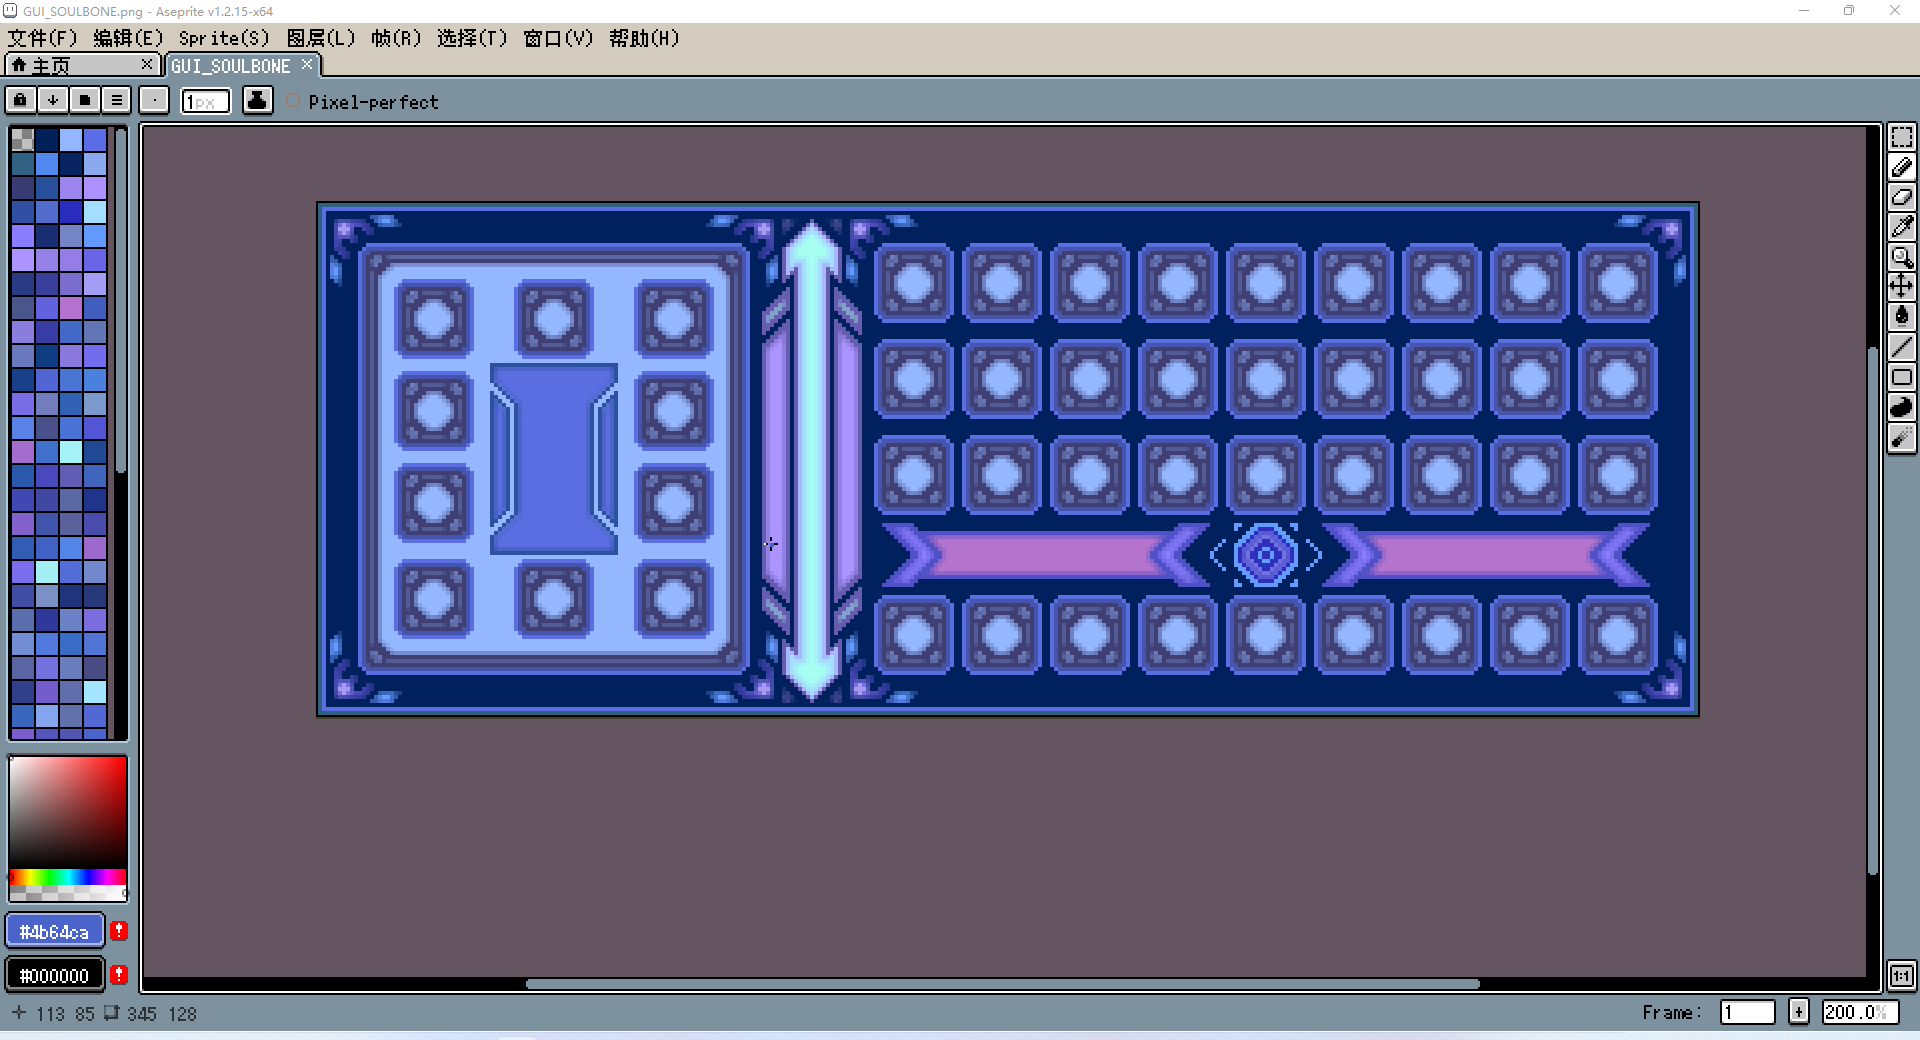 GUI_SOULBONE.png - Aseprite v1.2.15-x64
文件(F) 编辑(E) Sprite(S) 图层(L) 帧(R) 选择(T) 窗口(V) 帮助(H)
主页 GUI_SOULBONE
1px Pixel-perfect
#4b64ca
#000000
1:1
113 85 345 128 Frame: 1 200.0%